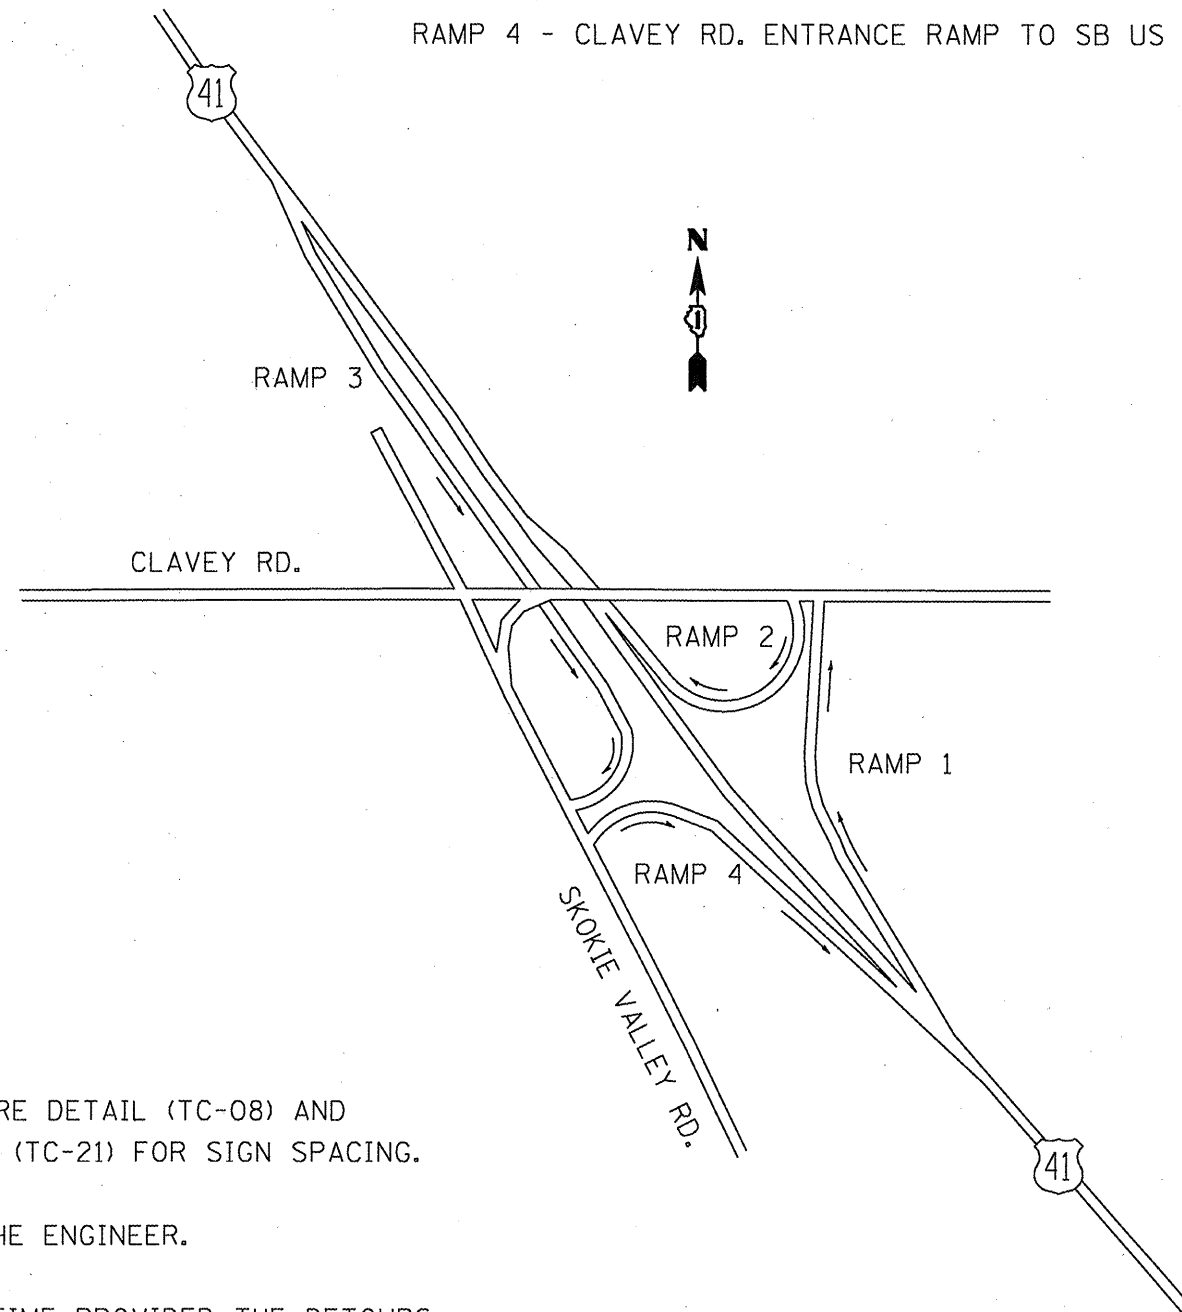 RAMP 4 - CLAVEY RD. ENTRANCE RAMP TO SB US
41
N
RAMP 3
CLAVEY RD.
RAMP 2
RAMP 1
RAMP 4
SKOKIE VALLEY RD.
RE DETAIL (TC-08) AND
(TC-21) FOR SIGN SPACING.
41
HE ENGINEER.